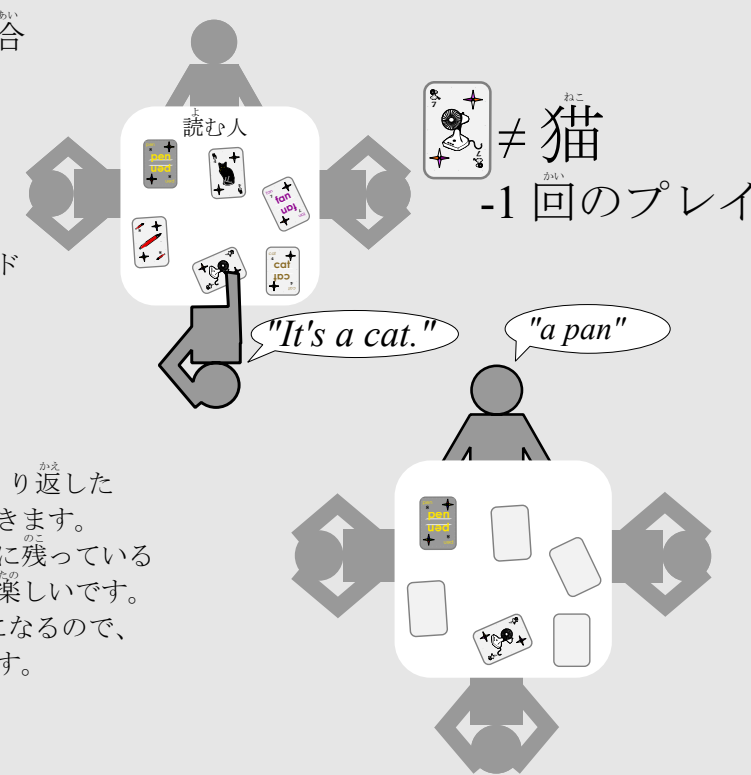 合
読む人
pen
pen
fan
fan
cat
cat
7
≠ 猫
-1 回のプレイ
ド
"It's a cat."
"a pan"
り返した
きます。
に残っている
楽しいです。
になるので、
す。
pen
pen